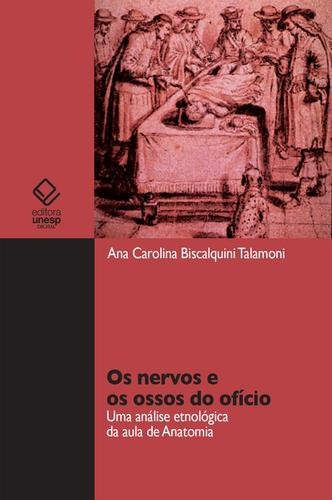 editora
unesp
DIGITAL
Ana Carolina Biscalquini Talamoni
Os nervos e
os ossos do ofício
Uma análise etnológica
da aula de Anatomia